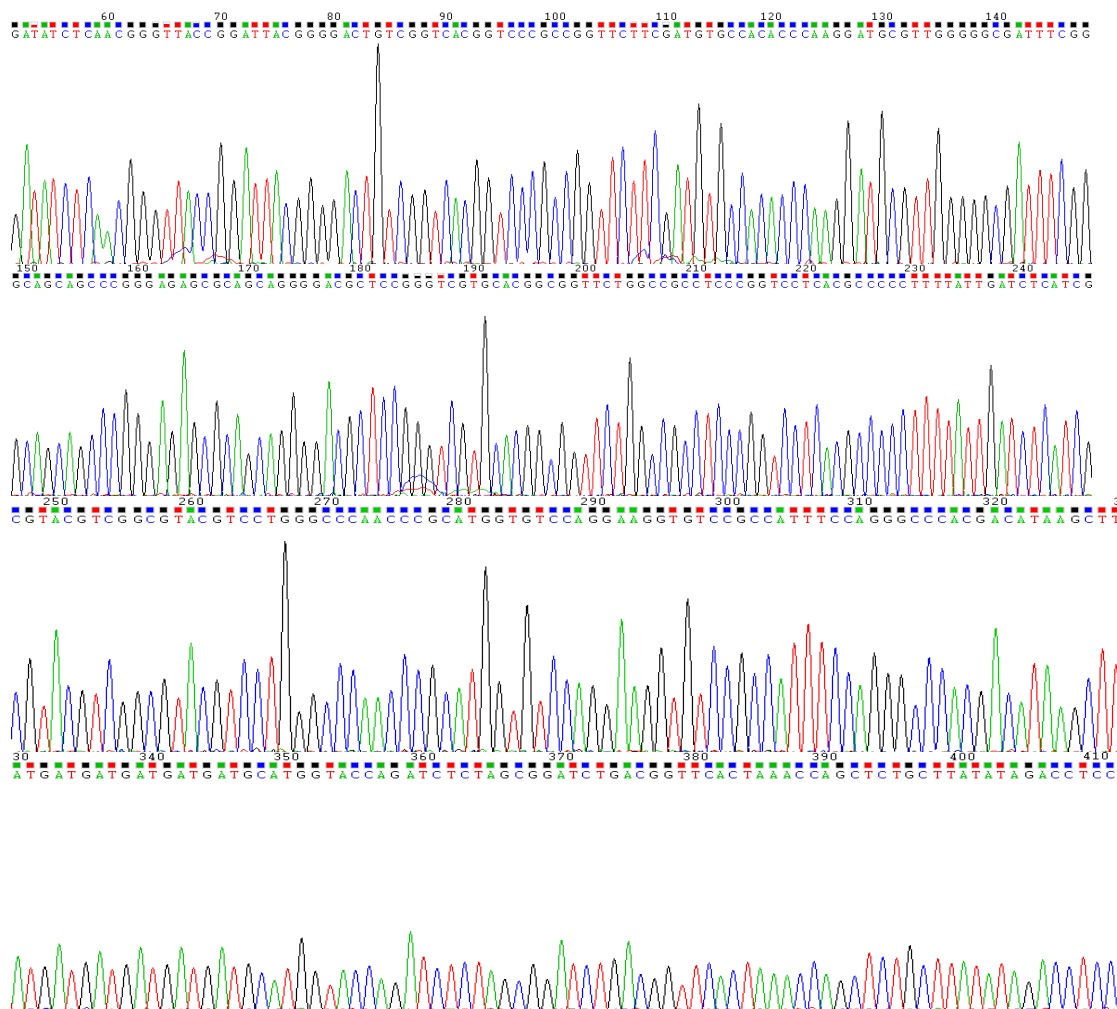 60 70 80 90 100 110 120 130 140
GATATCTCAACGGGTTACCGGATTACGGGGACTGTCGGTCACGGTCCCGCCGGTTCTTCGATGTGCCACACCCAAGGATGCGTTGGGGGCGATTTCGG
150 160 170 180 190 200 210 220 230 240
GCAGCAGCCCGGGAGAGCGCAGCAGGGGACGCTCCGGGTCGTGCACGGCGGTTCTGGCCGCCTCCCGGTCCTCACGCCCCCTTTTATTGATCTCATCG
250 260 270 280 290 300 310 320 3
CGTACGTCGGCGTACGTCCTGGGCCCAACCCGCATGGTGTCCAGGAAGGTGTCCGCCATTTCCAGGGCCCACGACATAAGCTT
30 340 350 360 370 380 390 400 410
ATGATGATGATGATGATGCATGGTACCAGATCTCTAGCGGATCTGACGGTTCACTAAACCAGCTCTGCTTATATAGACCTCC